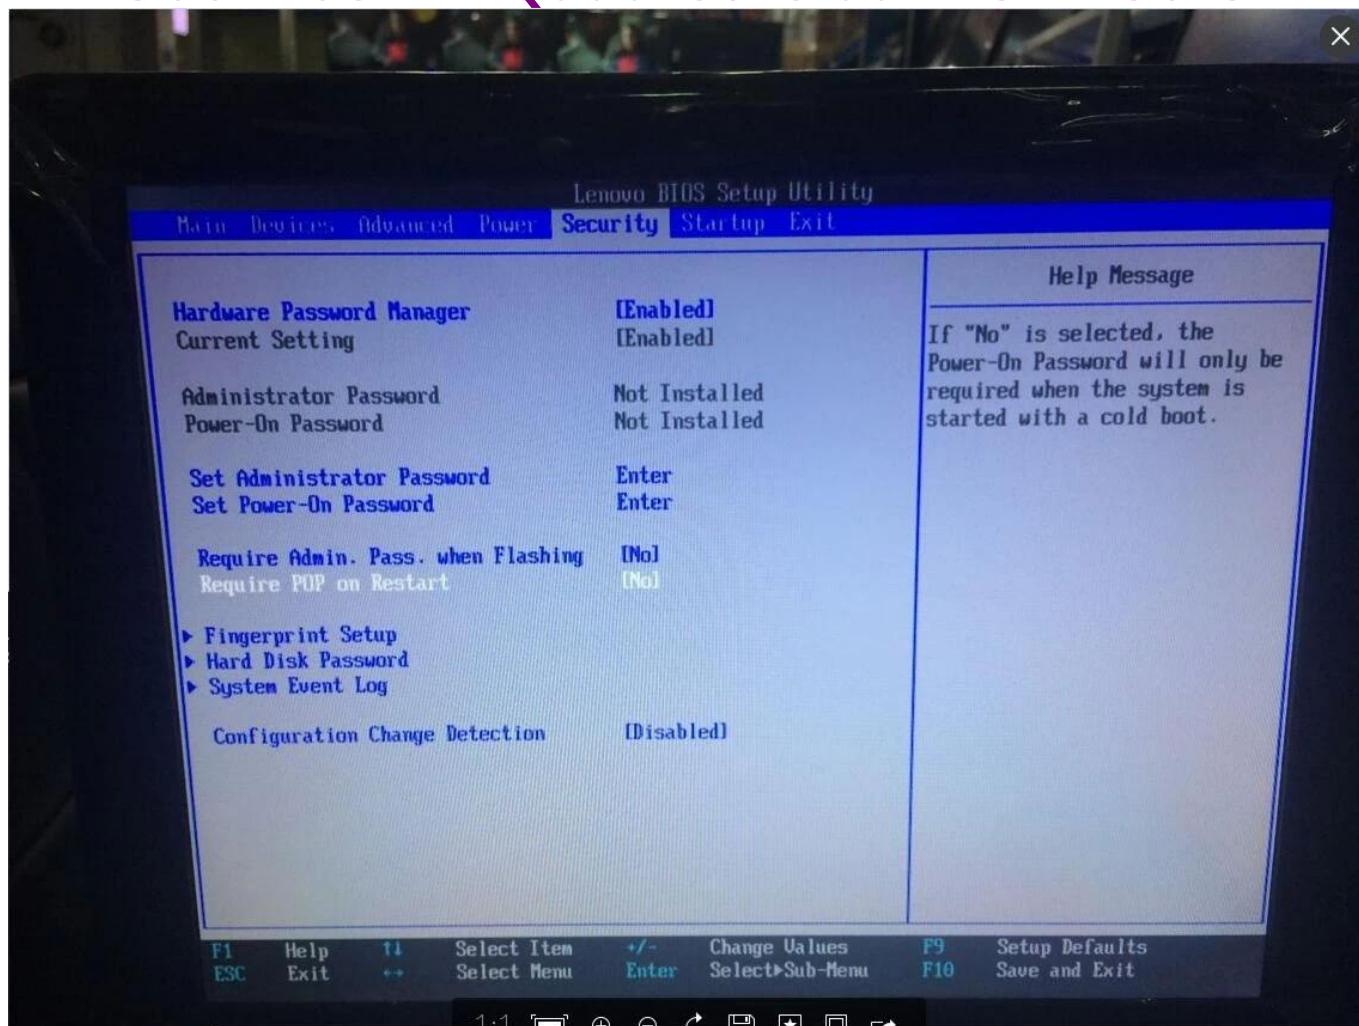 Lenovo BIOS Setup Utility
Main Devices Advanced Power Security Startup Exit
Hardware Password Manager [Enabled]
Current Setting [Enabled]
Administrator Password Not Installed
Power-On Password Not Installed
Set Administrator Password Enter
Set Power-On Password Enter
Require Admin. Pass. when Flashing [No]
Require POP on Restart [No]
Fingerprint Setup
Hard Disk Password
System Event Log
Configuration Change Detection [Disabled]
Help Message
If "No" is selected, the
Power-On Password will only be
required when the system is
started with a cold boot.
F1 Help ↑↓ Select Item +/- Change Values F9 Setup Defaults
ESC Exit ↔ Select Menu Enter Select▶Sub-Menu F10 Save and Exit
1:1